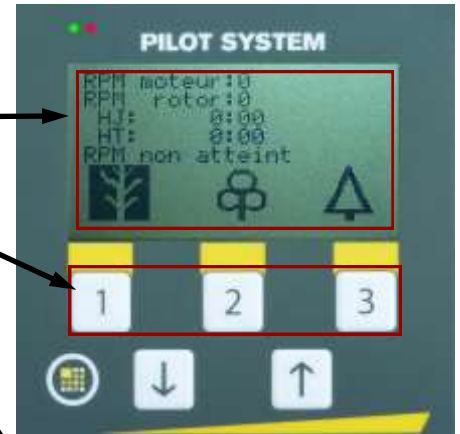 PILOT SYSTEM
RPM moteur:0
RPM rotor:0
HJ: 0:00
HT: 0:00
RPM non atteint
1 2 3
↓ ↑